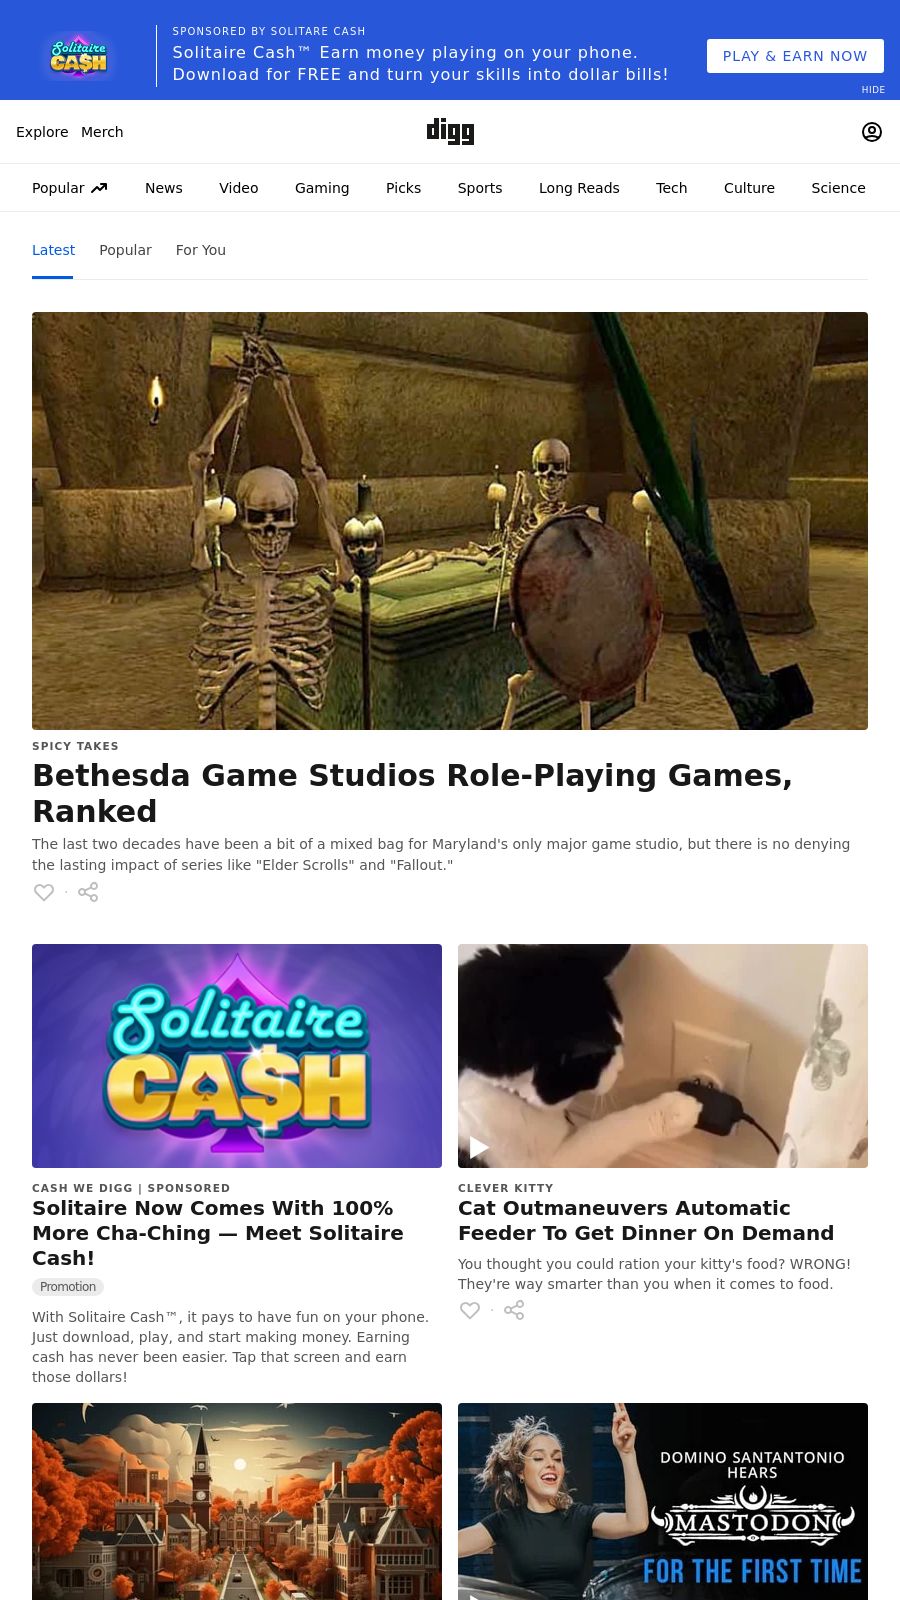 Solitaire
CASH
SPONSORED BY SOLITARE CASH
Solitaire Cash™ Earn money playing on your phone.
Download for FREE and turn your skills into dollar bills!
PLAY & EARN NOW
HIDE
Explore Merch
digg
Popular News Video Gaming Picks Sports Long Reads Tech Culture Science
Latest Popular For You
SPICY TAKES
Bethesda Game Studios Role-Playing Games,
Ranked
The last two decades have been a bit of a mixed bag for Maryland's only major game studio, but there is no denying
the lasting impact of series like "Elder Scrolls" and "Fallout."
Solitaire
CA$H
CASH WE DIGG | SPONSORED
Solitaire Now Comes With 100%
More Cha-Ching — Meet Solitaire
Cash!
Promotion
With Solitaire Cash™, it pays to have fun on your phone.
Just download, play, and start making money. Earning
cash has never been easier. Tap that screen and earn
those dollars!
CLEVER KITTY
Cat Outmaneuvers Automatic
Feeder To Get Dinner On Demand
You thought you could ration your kitty's food? WRONG!
They're way smarter than you when it comes to food.
DOMINO SANTANTONIO
HEARS
MASTODON
FOR THE FIRST TIME